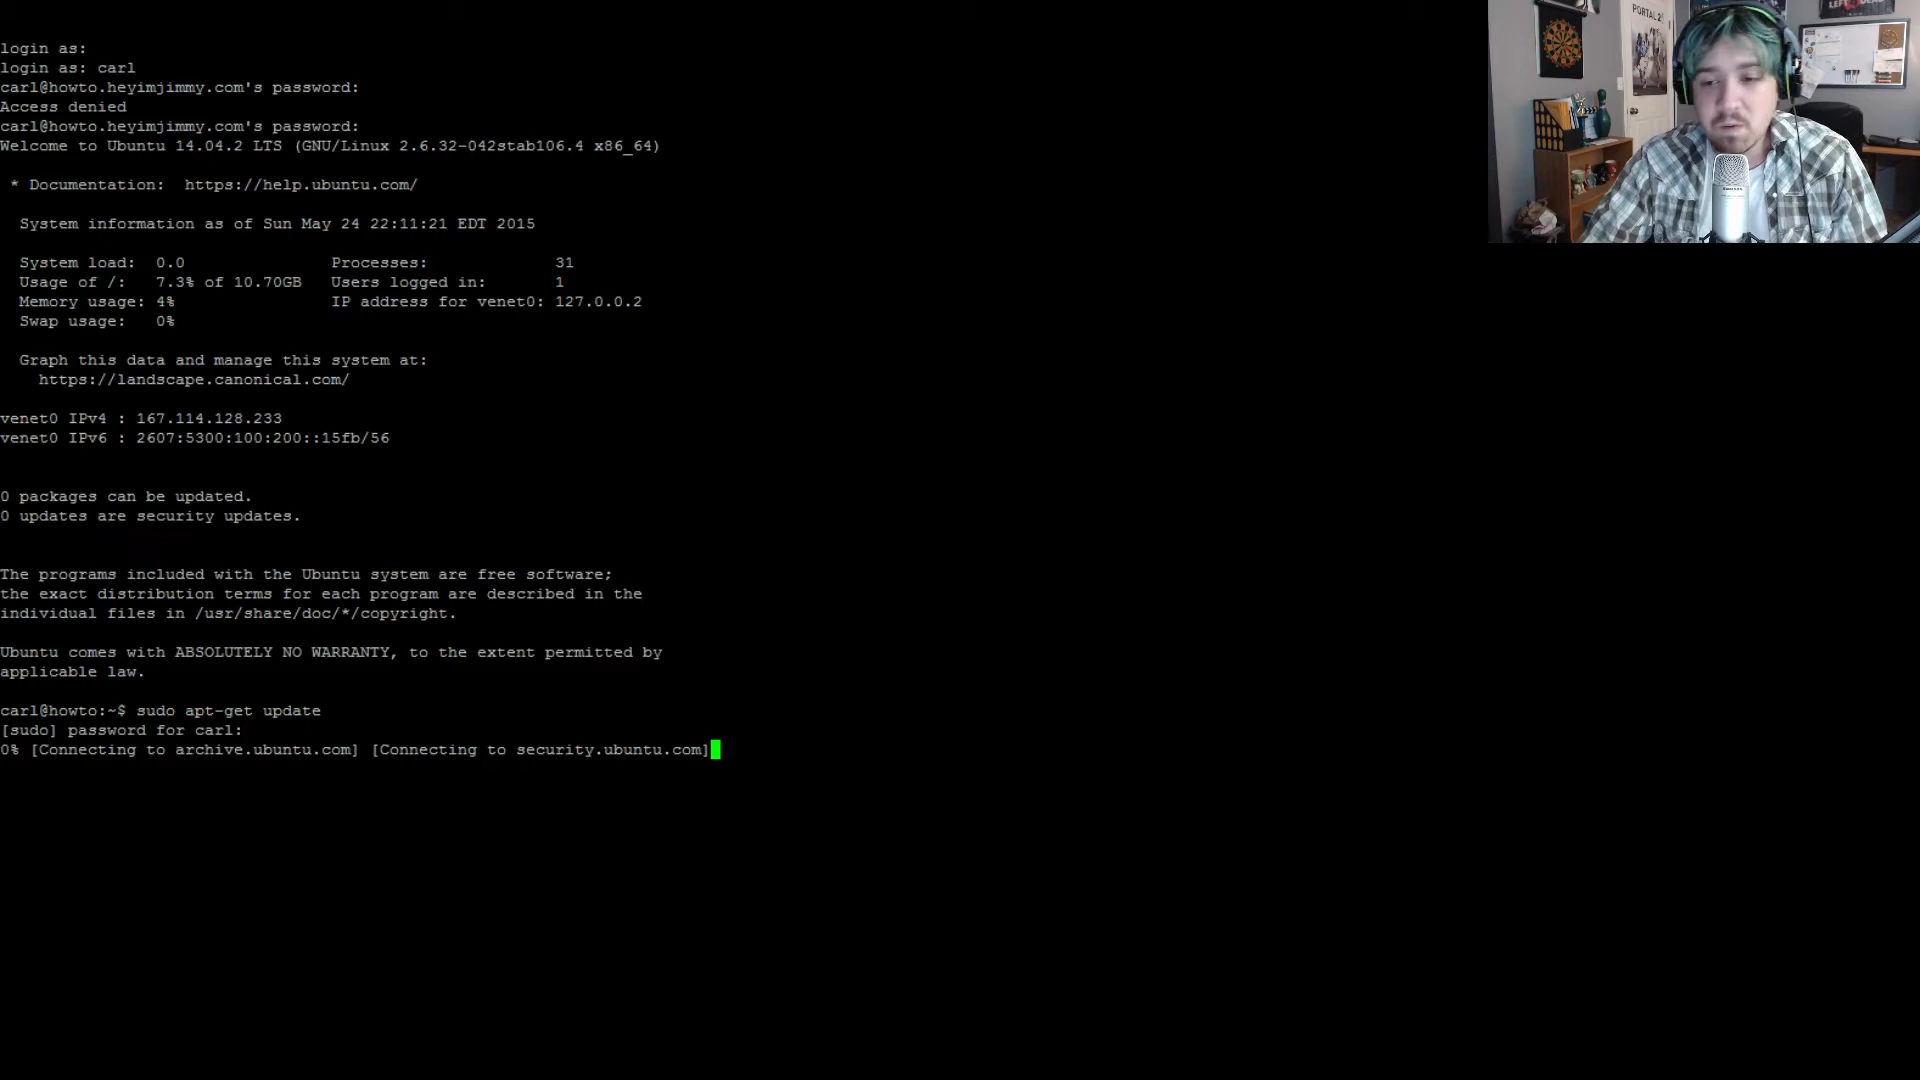 login as:
login as: carl
carl@howto.heyimjimmy.com's password:
Access denied
carl@howto.heyimjimmy.com's password:
Welcome to Ubuntu 14.04.2 LTS (GNU/Linux 2.6.32-042stab106.4 x86_64)
* Documentation: https://help.ubuntu.com/
System information as of Sun May 24 22:11:21 EDT 2015
System load: 0.0 Processes: 31
Usage of /: 7.3% of 10.70GB Users logged in: 1
Memory usage: 4% IP address for venet0: 127.0.0.2
Swap usage: 0%
Graph this data and manage this system at:
https://landscape.canonical.com/
venet0 IPv4 : 167.114.128.233
venet0 IPv6 : 2607:5300:100:200::15fb/56
0 packages can be updated.
0 updates are security updates.
The programs included with the Ubuntu system are free software;
the exact distribution terms for each program are described in the
individual files in /usr/share/doc/*/copyright.
Ubuntu comes with ABSOLUTELY NO WARRANTY, to the extent permitted by
applicable law.
carl@howto:~$ sudo apt-get update
[sudo] password for carl:
0% [Connecting to archive.ubuntu.com] [Connecting to security.ubuntu.com]
PORTAL 2